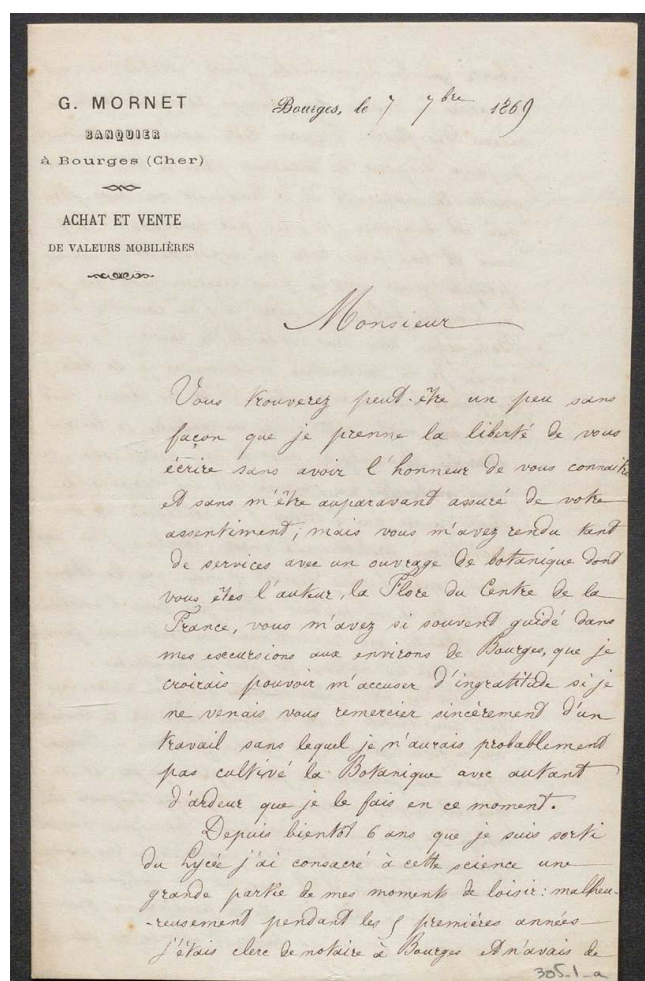 G. MORNET
BANQUIER
à Bourges (Cher)
ACHAT ET VENTE
DE VALEURS MOBILIÈRES
Bourges, le 7 7bre 1869
Monsieur
Vous trouverez peut-être un peu sans
façon que je prenne la liberté de vous
écrire sans avoir l'honneur de vous connaître
et sans m'être auparavant assuré de votre
assentiment; mais vous m'avez rendu tant
de services avec un ouvrage de botanique dont
vous êtes l'auteur, la Flore du Centre de la
France, vous m'avez si souvent guidé dans
mes excursions aux environs de Bourges, que je
croirais pouvoir m'accuser d'ingratitude si je
ne venais vous remercier sincèrement d'un
travail sans lequel je n'aurais probablement
pas cultivé la Botanique avec autant
d'ardeur que je le fais en ce moment.
Depuis bientôt 6 ans que je suis sorti
du Lycée j'ai consacré à cette science une
grande partie de mes moments de loisir: malheu-
-reusement pendant les 5 premières années
j'étais clerc de notaire à Bourges et n'avais de
305_1_a